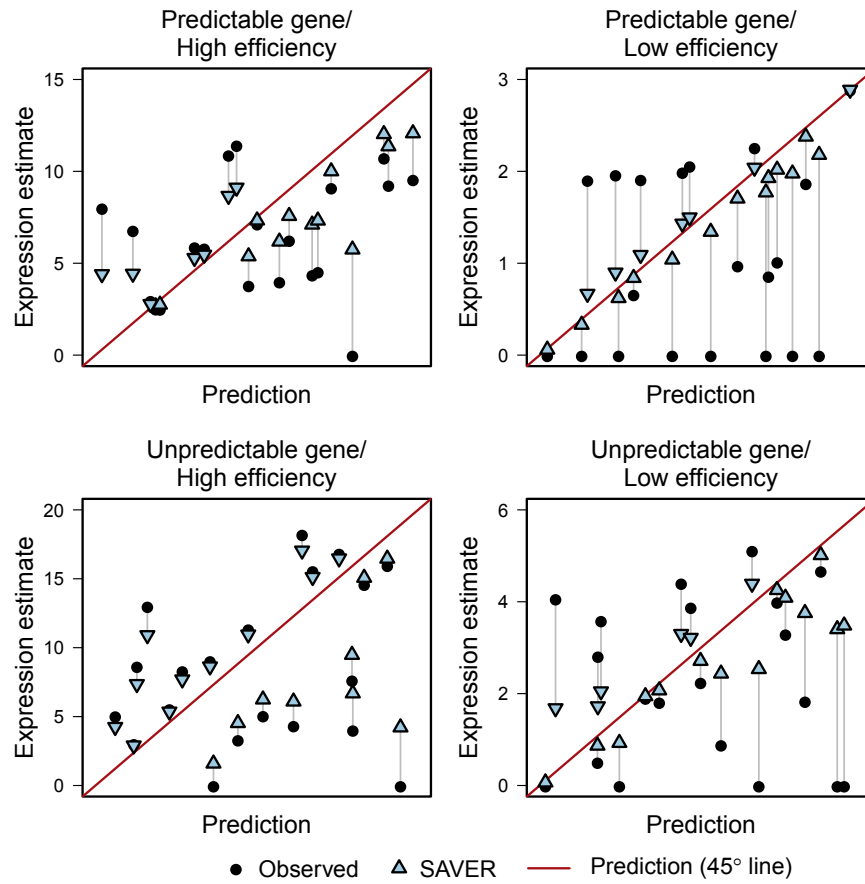 Predictable gene/
High efficiency
Predictable gene/
Low efficiency
15
10
5
0
Expression estimate
Prediction
3
2
1
0
Expression estimate
Prediction
Unpredictable gene/
High efficiency
Unpredictable gene/
Low efficiency
20
15
10
5
0
Expression estimate
Prediction
6
4
2
0
Expression estimate
Prediction
Observed SAVER Prediction (45° line)